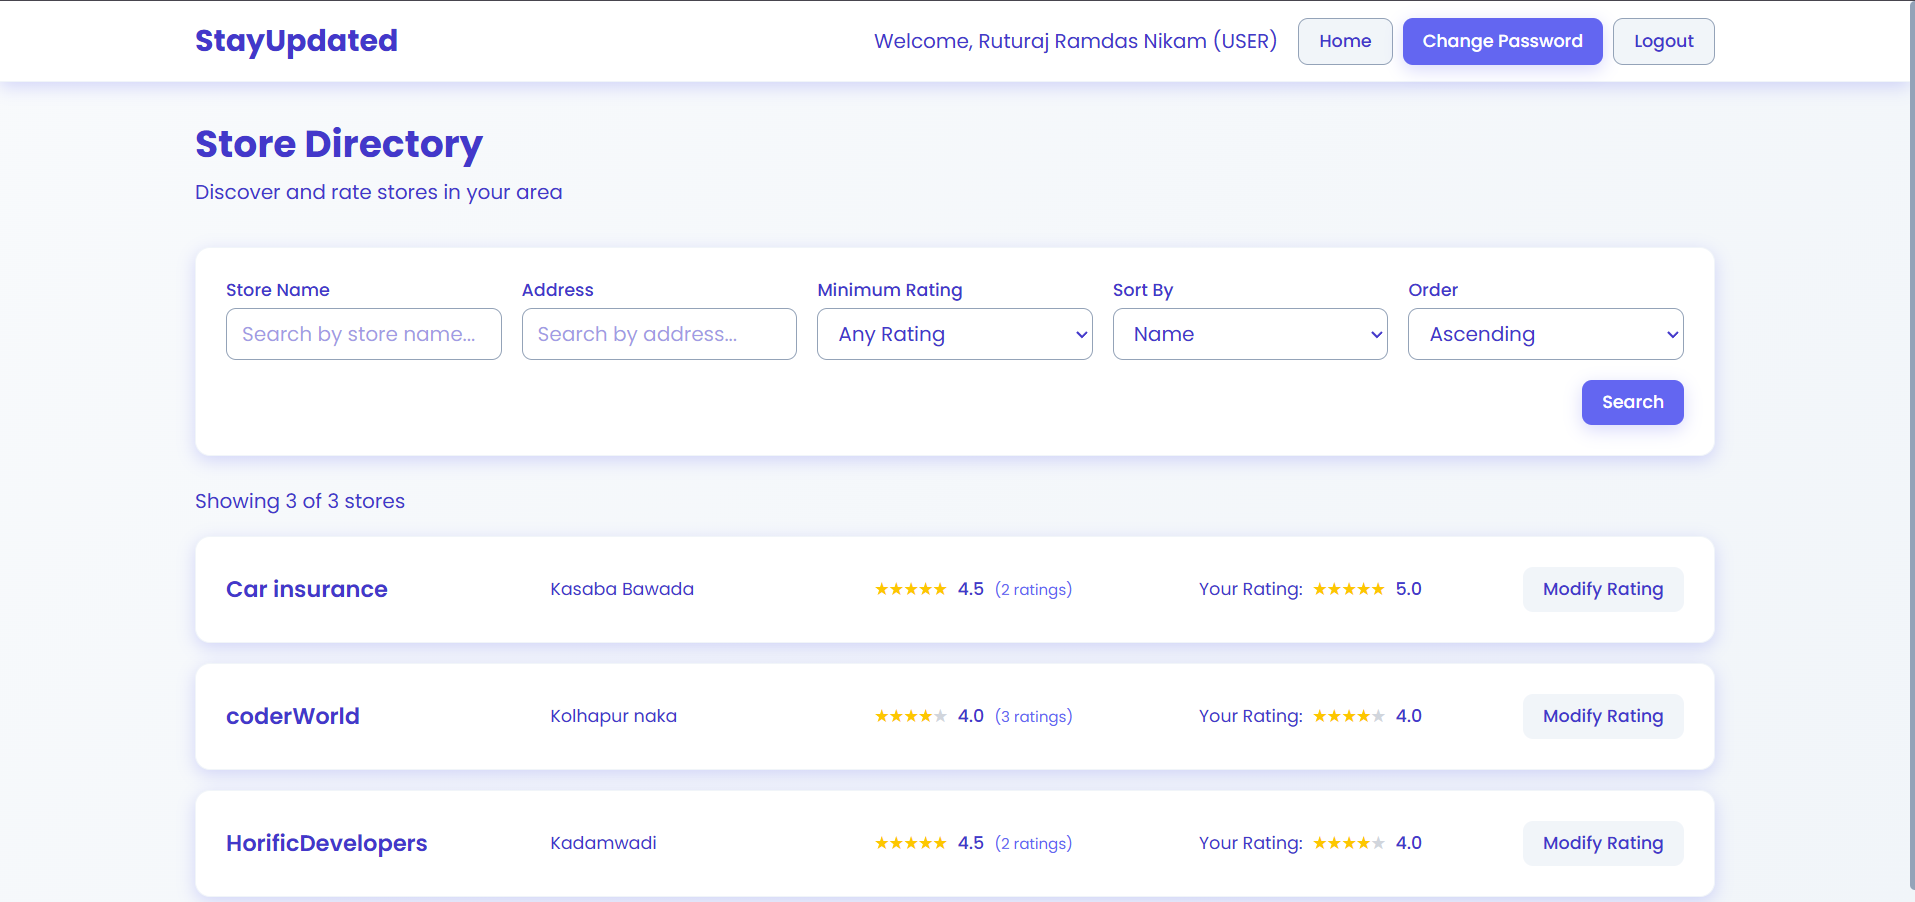 StayUpdated
Welcome, Ruturaj Ramdas Nikam (USER) Home Change Password Logout
Store Directory
Discover and rate stores in your area
Store Name Address Minimum Rating Sort By Order
Search by store name... Search by address... Any Rating Name Ascending
Search
Showing 3 of 3 stores
Car insurance Kasaba Bawada ★★★★★ 4.5 (2 ratings) Your Rating: ★★★★★ 5.0 Modify Rating
coderWorld Kolhapur naka ★★★★★ 4.0 (3 ratings) Your Rating: ★★★★★ 4.0 Modify Rating
HorificDevelopers Kadamwadi ★★★★★ 4.5 (2 ratings) Your Rating: ★★★★★ 4.0 Modify Rating